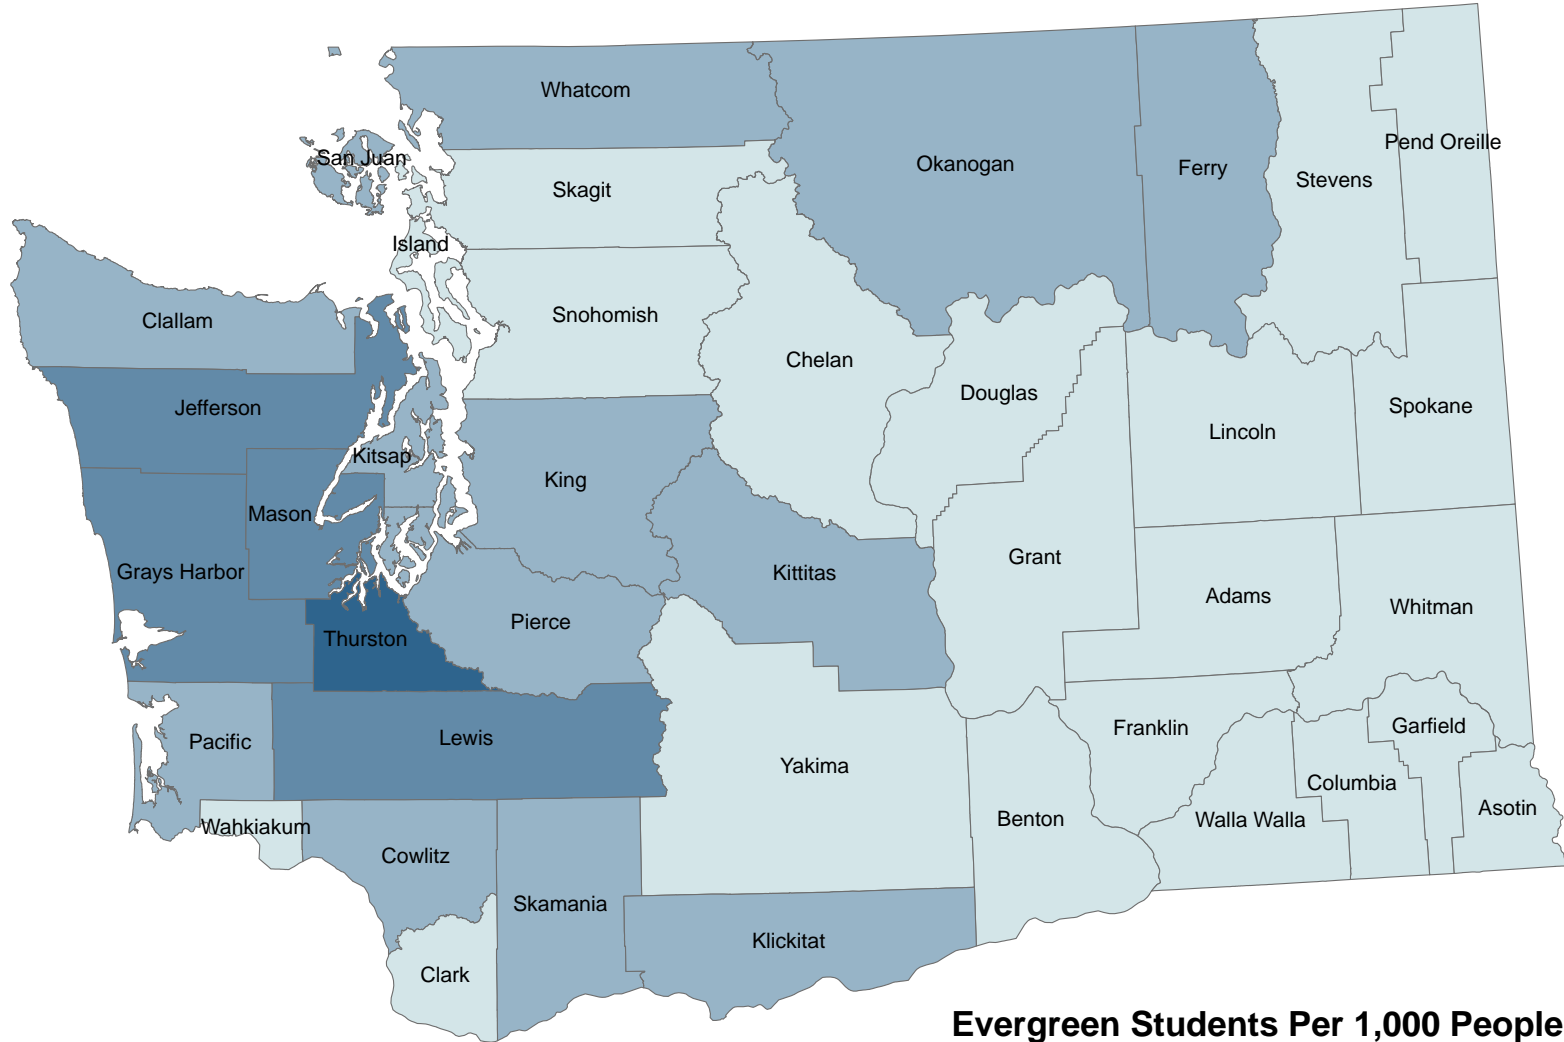 Whatcom
Okanogan
Ferry
Stevens
Pend Oreille
San Juan
Skagit
Island
Snohomish
Clallam
Chelan
Douglas
Jefferson
Lincoln
Spokane
Kitsap
King
Mason
Grant
Grays Harbor
Kittitas
Adams
Whitman
Pierce
Thurston
Franklin
Garfield
Lewis
Pacific
Yakima
Columbia
Asotin
Benton
Walla Walla
Wahkiakum
Cowlitz
Skamania
Klickitat
Clark
Evergreen Students Per 1,000 People